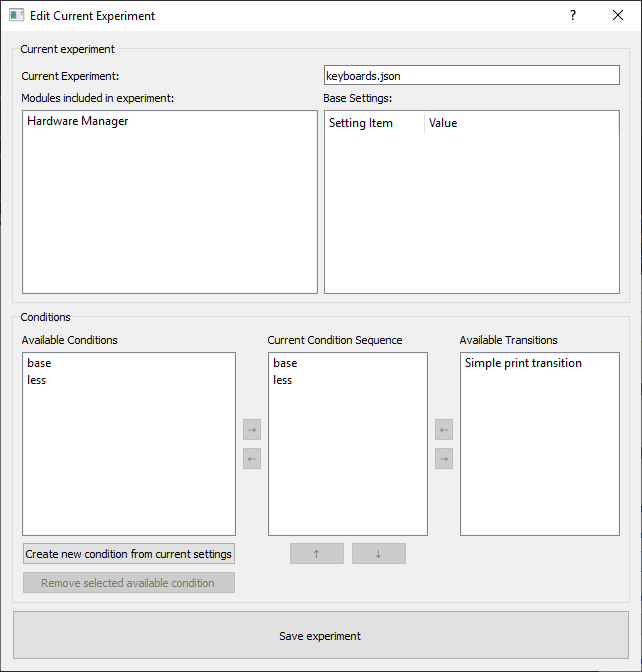 Edit Current Experiment
?
Current experiment
Current Experiment:
keyboards.json
Modules included in experiment:
Base Settings:
Hardware Manager
Setting Item
Value
Conditions
Available Conditions
Current Condition Sequence
Available Transitions
base
less
base
less
Simple print transition
→
←
←
→
Create new condition from current settings
↑
↓
Remove selected available condition
Save experiment